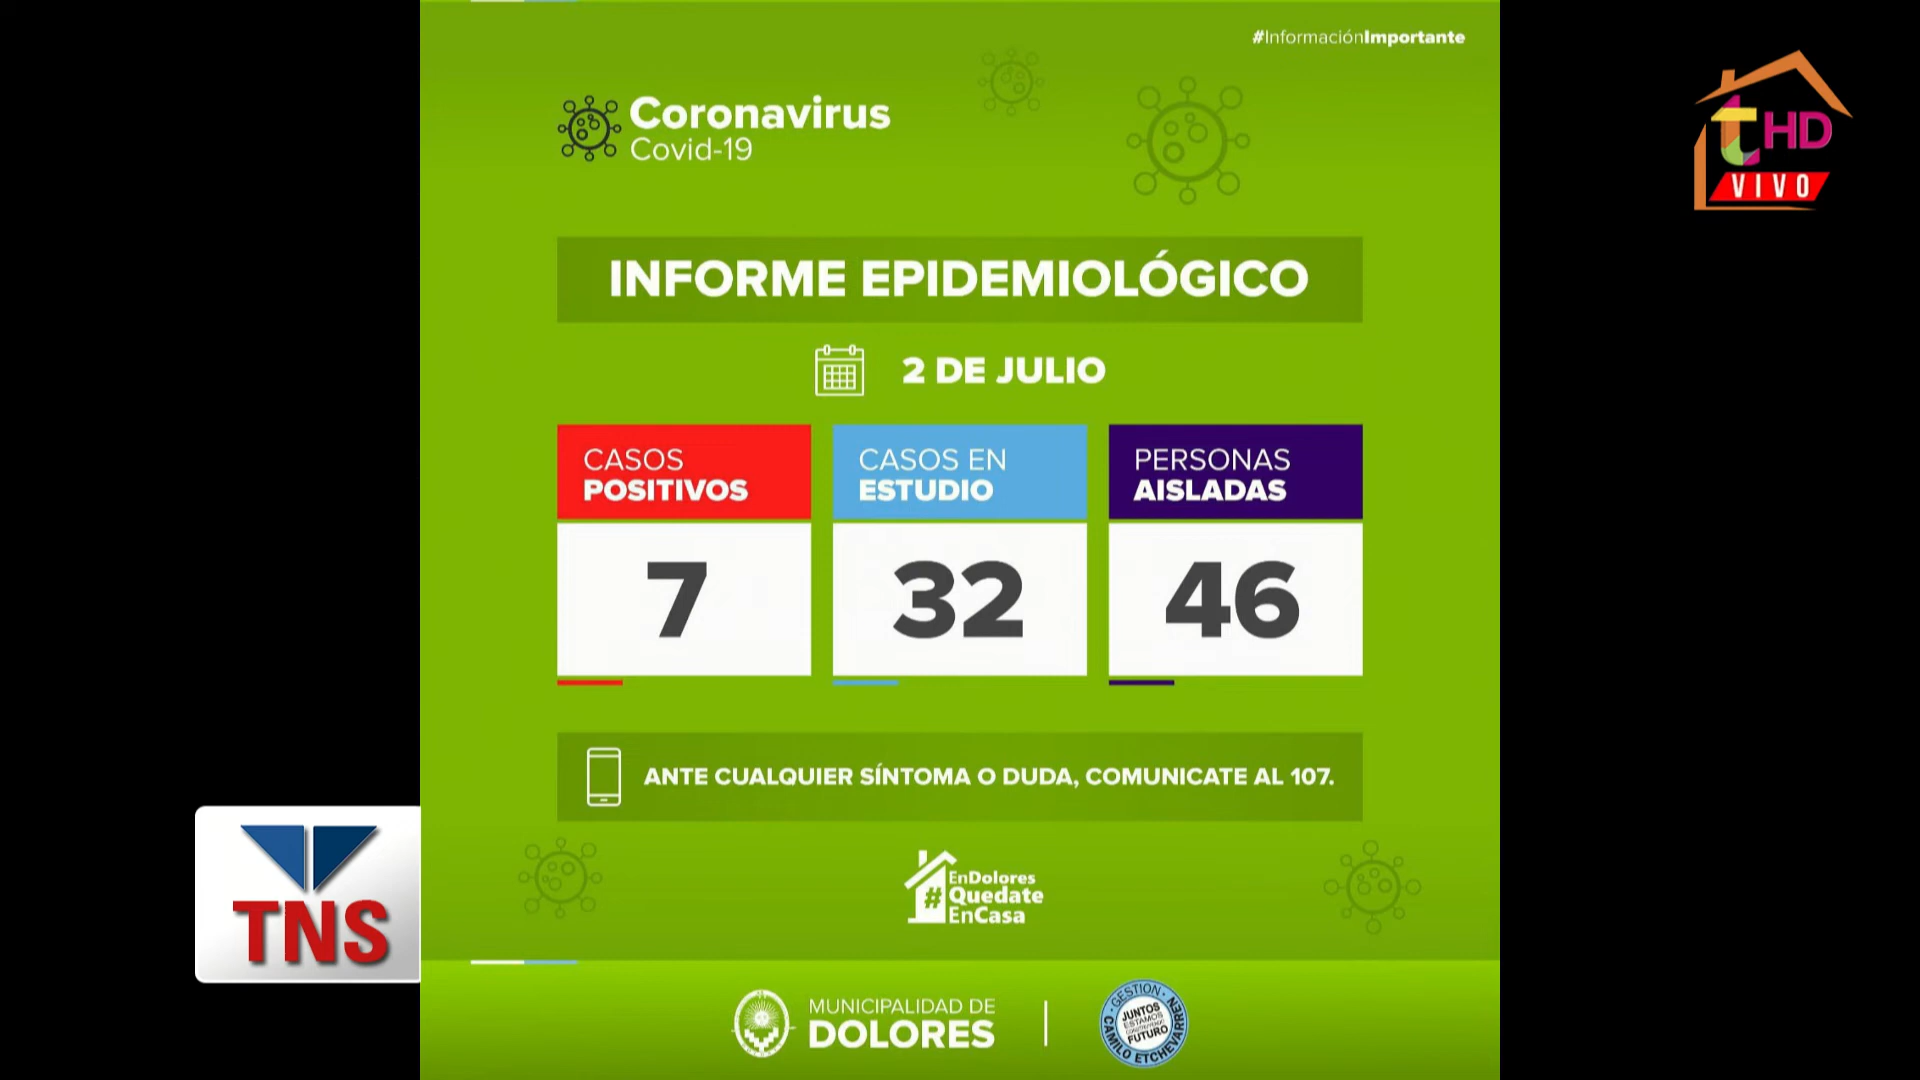 #InformaciónImportante
Coronavirus
Covid-19
t HD
VIVO
INFORME EPIDEMIOLÓGICO
2 DE JULIO
CASOS
POSITIVOS
7
CASOS EN
ESTUDIO
32
PERSONAS
AISLADAS
46
ANTE CUALQUIER SÍNTOMA O DUDA, COMUNICATE AL 107.
#EnDolores
Quedate
EnCasa
TNS
MUNICIPALIDAD DE
DOLORES
GESTION
JUNTOS
ESTAMOS
CONSTRUYENDO
FUTURO
CAMILO ETCHEVARREN